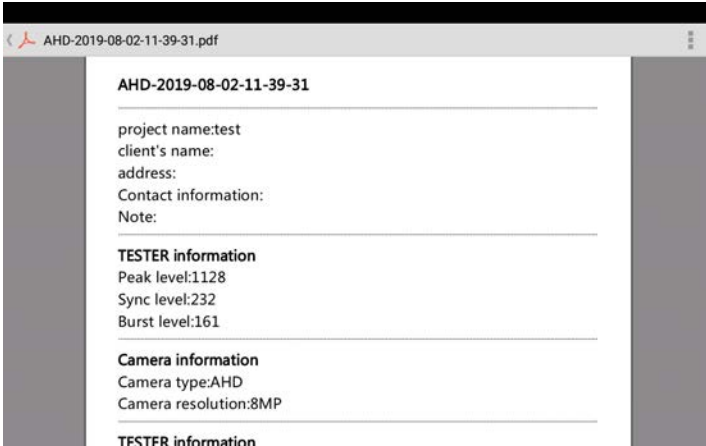 AHD-2019-08-02-11-39-31.pdf
AHD-2019-08-02-11-39-31
project name:test
client's name:
address:
Contact information:
Note:
TESTER information
Peak level:1128
Sync level:232
Burst level:161
Camera information
Camera type:AHD
Camera resolution:8MP
TESTER information